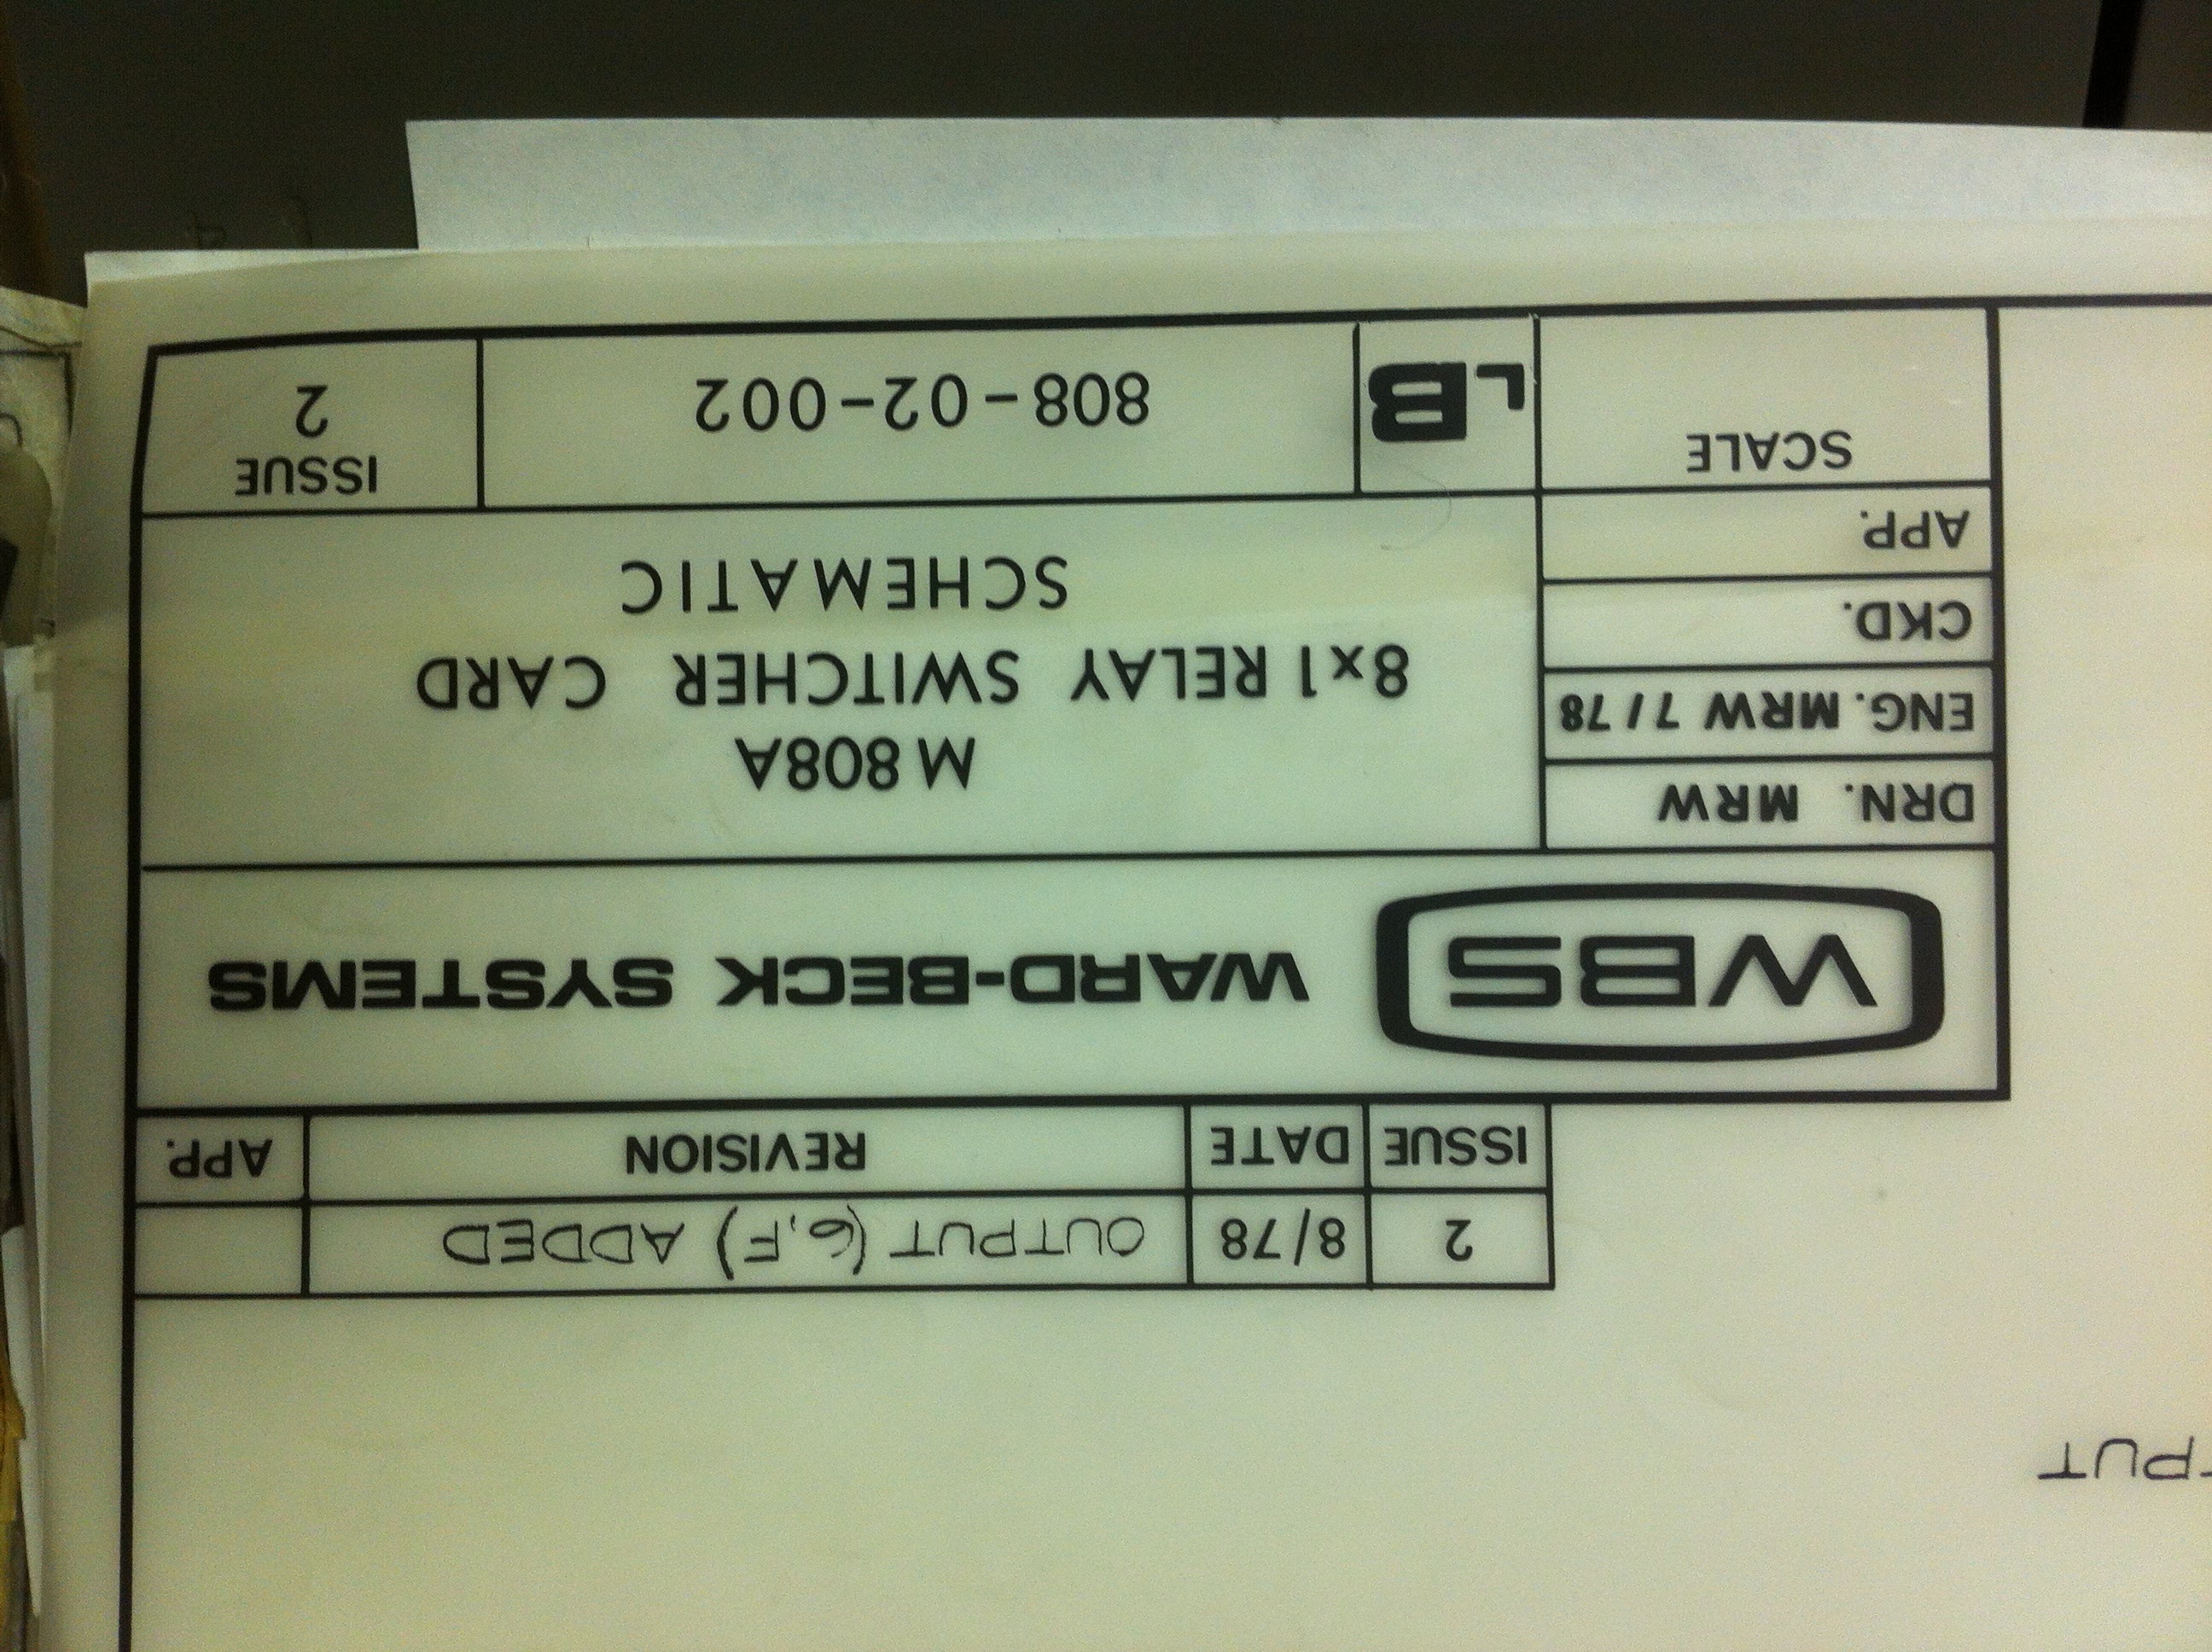 PUT
2 8/78 OUTPUT (6,F) ADDED
ISSUE DATE REVISION APP.
WBS WARD-BECK SYSTEMS
DRN. MRW
ENG. MRW 7/78
CKD.
APP.
SCALE
M 808A
8x1 RELAY SWITCHER CARD
SCHEMATIC
LB
808-02-002
ISSUE
2